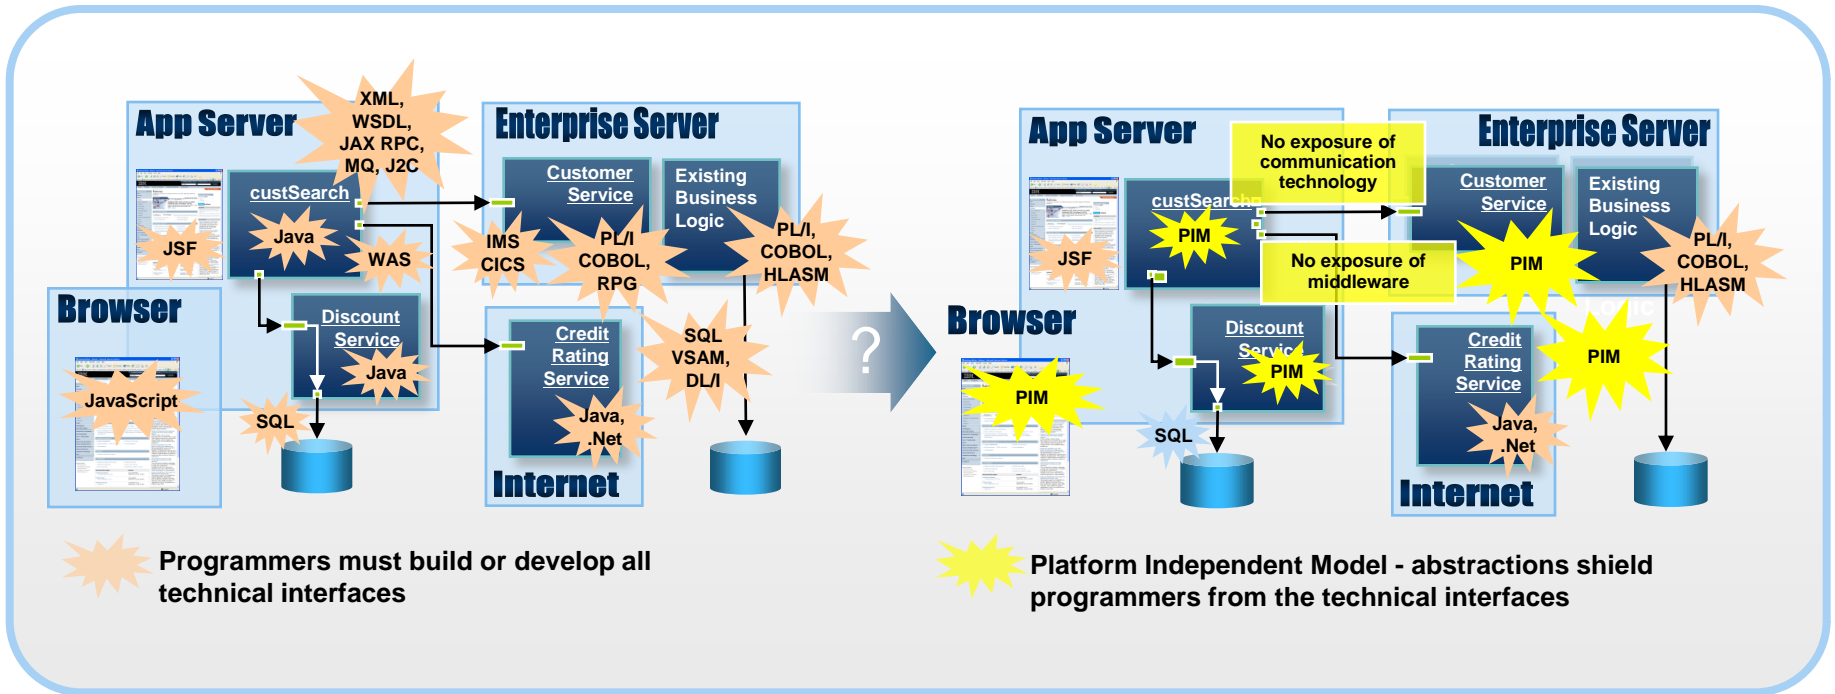 App Server
XML,
WSDL,
JAX RPC,
MQ, J2C
custSearch
Java
JSF
WAS
Browser
JavaScript
Discount
Service
Java
SQL
Enterprise Server
Customer
Service
Existing
Business
Logic
IMS
CICS
PL/I
COBOL,
RPG
PL/I,
COBOL,
HLASM
Credit
Rating
Service
Java,
.Net
SQL
VSAM,
DL/I
Internet
?
Programmers must build or develop all
technical interfaces
App Server
No exposure of
communication
technology
custSearch
PIM
JSF
No exposure of
middleware
Browser
PIM
Discount
Service
PIM
SQL
Enterprise Server
Customer
Service
Existing
Business
Logic
PIM
PL/I,
COBOL,
HLASM
Logic
Credit
Rating
Service
PIM
Java,
.Net
Internet
Platform Independent Model - abstractions shield
programmers from the technical interfaces